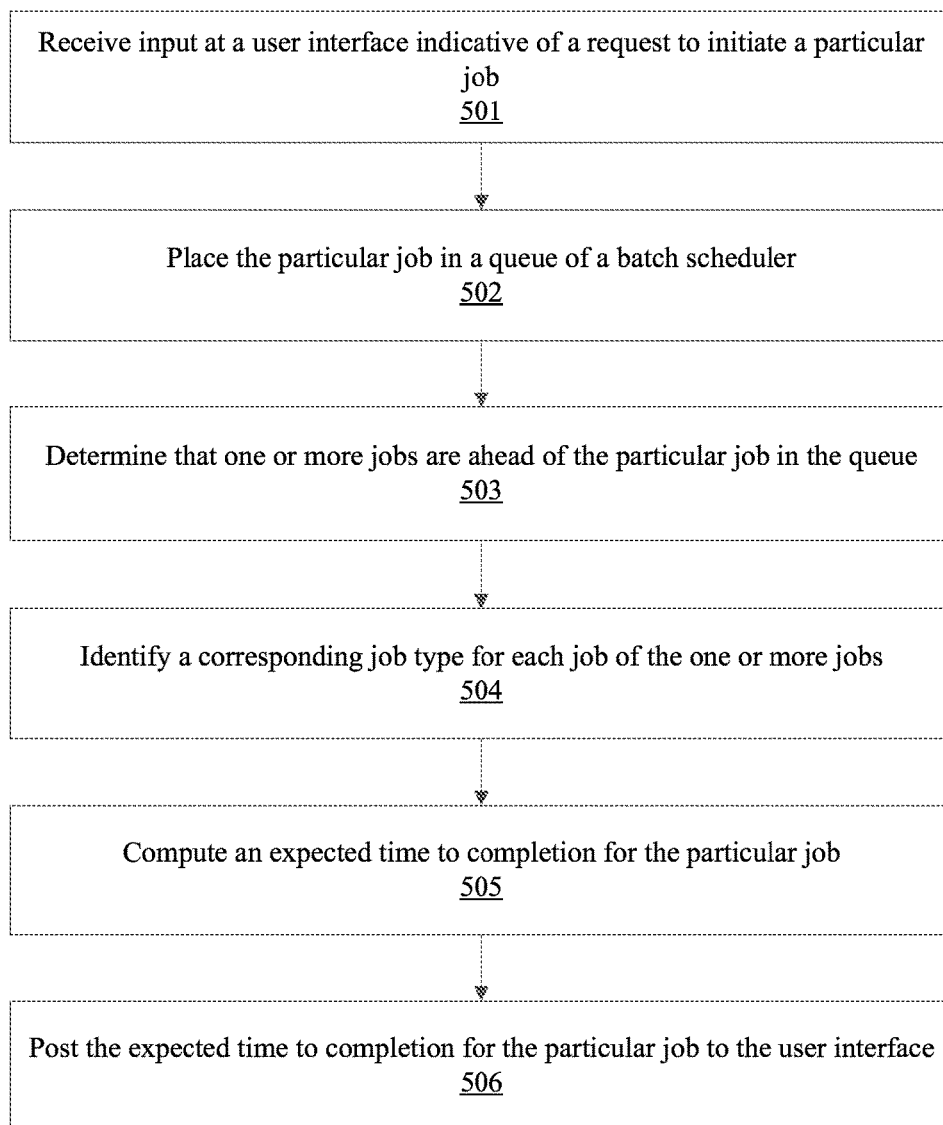 Receive input at a user interface indicative of a request to initiate a particular
job
501
Place the particular job in a queue of a batch scheduler
502
Determine that one or more jobs are ahead of the particular job in the queue
503
Identify a corresponding job type for each job of the one or more jobs
504
Compute an expected time to completion for the particular job
505
Post the expected time to completion for the particular job to the user interface
506